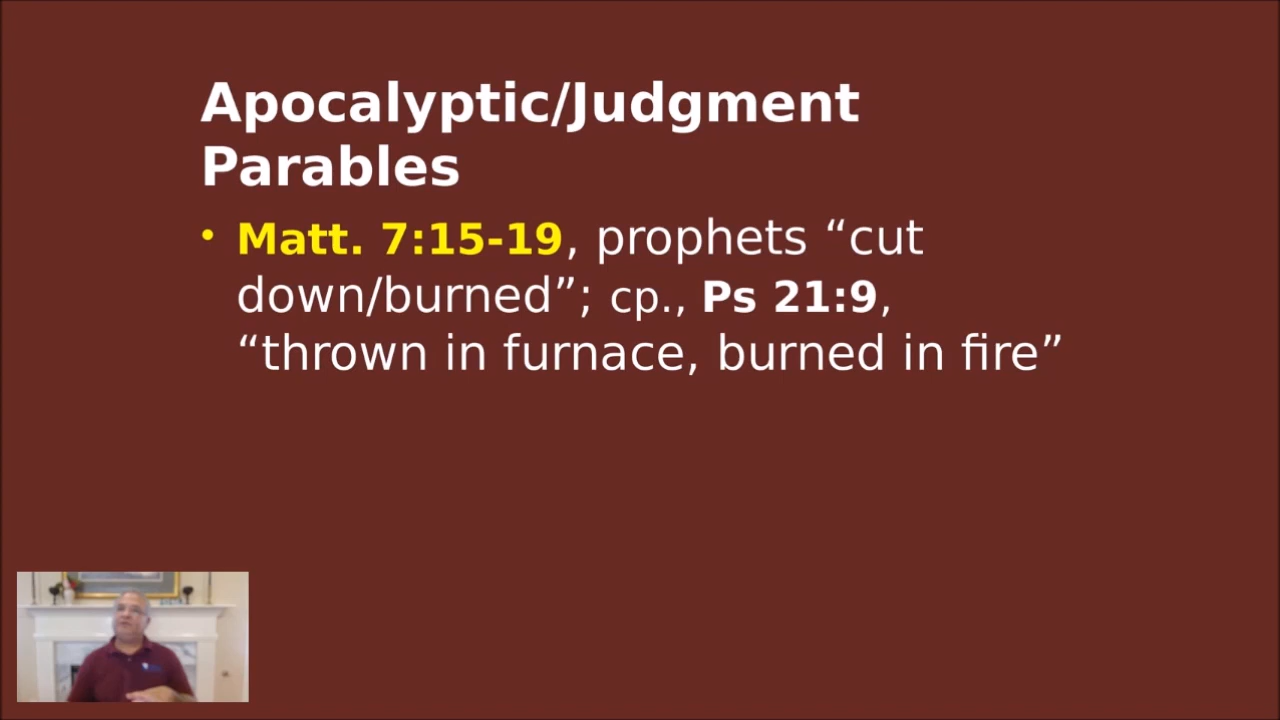 Apocalyptic/Judgment
Parables
• Matt. 7:15-19, prophets “cut
down/burned”; cp., Ps 21:9,
“thrown in furnace, burned in fire”